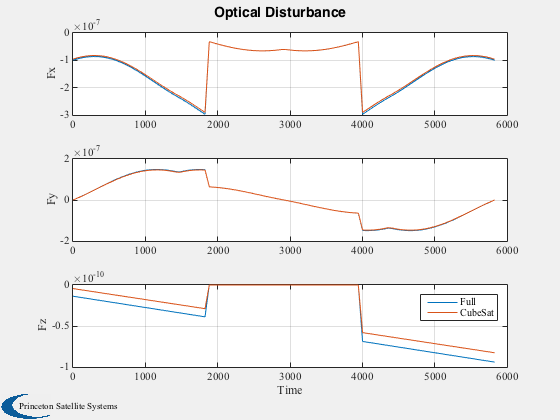 Optical Disturbance
×10⁻⁷
0
-1
-2
-3
Fx
0 1000 2000 3000 4000 5000 6000
×10⁻⁷
2
0
-2
Fy
0 1000 2000 3000 4000 5000 6000
×10⁻¹⁰
0
-0.5
-1
Fz
Full
CubeSat
0 1000 2000 3000 4000 5000 6000
Time
Princeton Satellite Systems